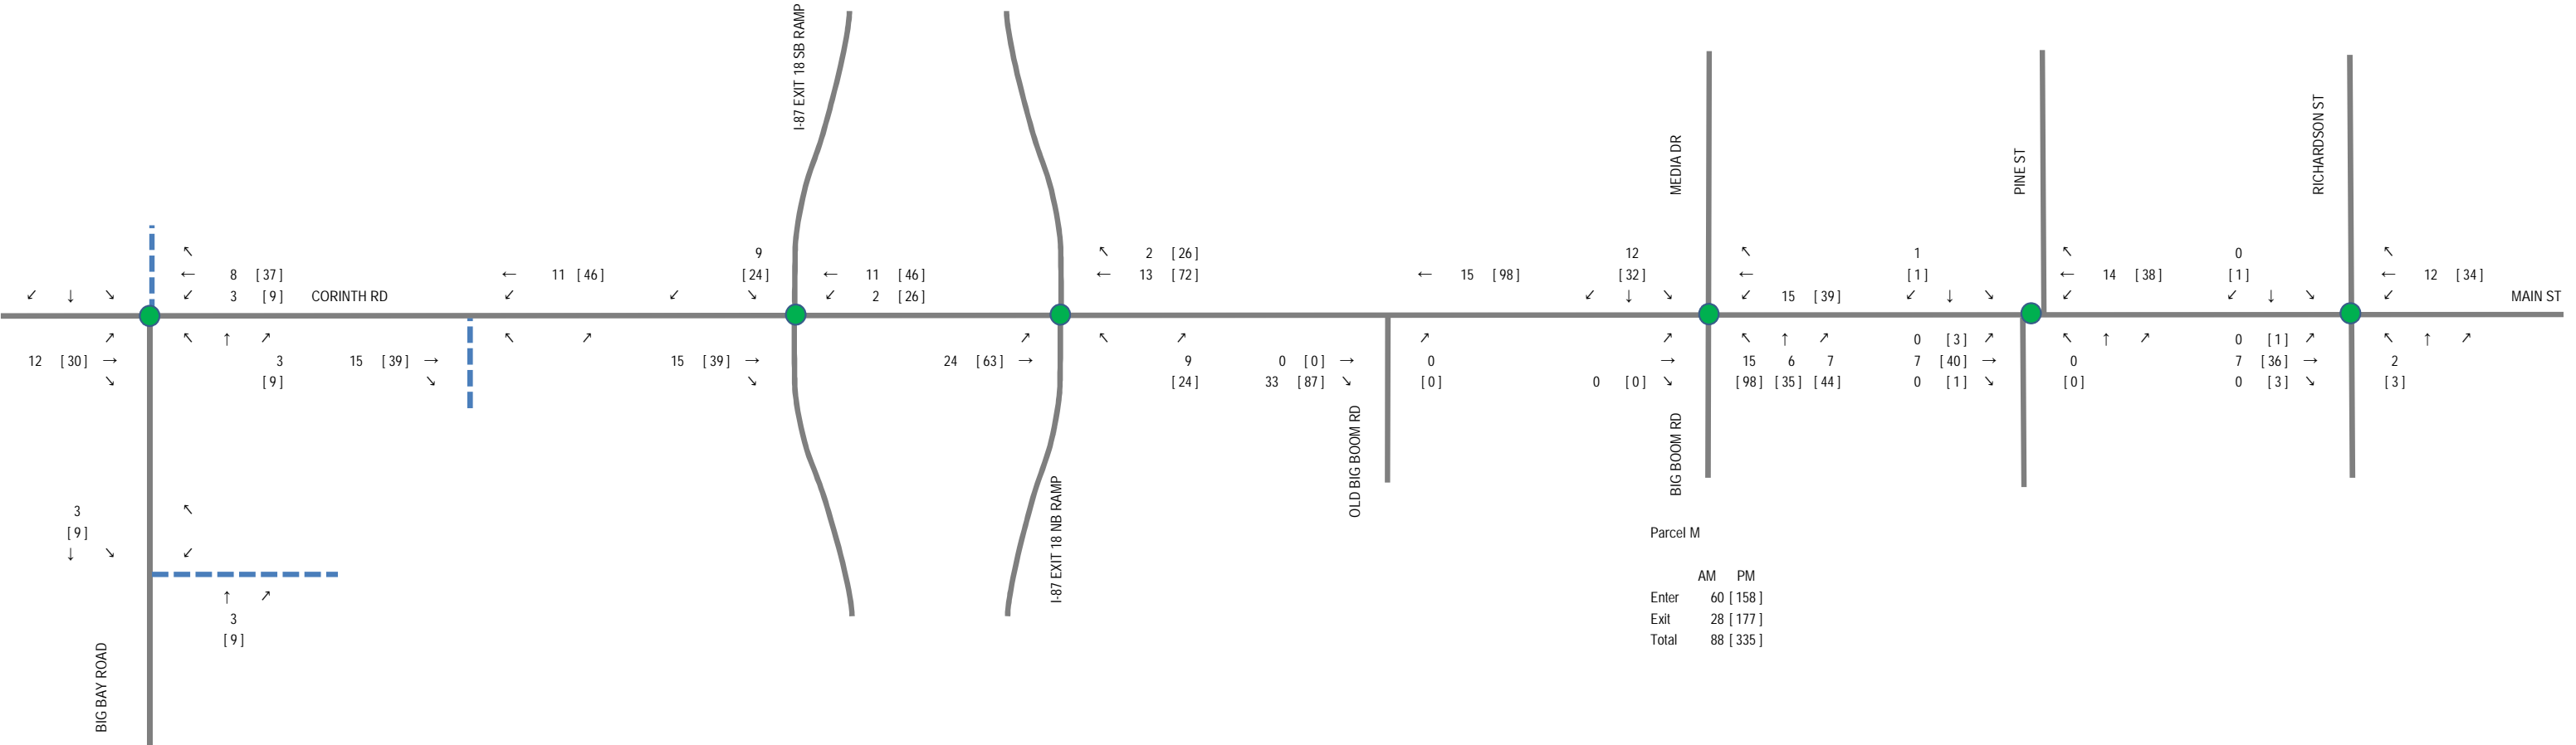 I-87 EXIT 18 SB RAMP
MEDIA DR
PINE ST
RICHARDSON ST
↖
← 8 [37]
↙ ↓ ↘ ↙ 3 [9] CORINTH RD
← 11 [46]
↙
9
[24]
↙ ↘
← 11 [46]
↙ 2 [26]
↖ 2 [26]
← 13 [72]
← 15 [98]
12
[32]
↙ ↓ ↘
↖
←
↙ 15 [39]
1
[1]
↙ ↓ ↘
↖
← 14 [38]
↙
0
[1]
↙ ↓ ↘
↖
← 12 [34]
↙
MAIN ST
↗
12 [30] →
↘
↖ ↑ ↗
3
[9]
15 [39] →
↘
↖ ↗
15 [39] →
↘
↗
24 [63] →
↖ ↗
9
[24]
0 [0] →
33 [87] ↘
↗
0
[0]
↗
→
0 [0] ↘
↖ ↑ ↗
15 6 7
[98] [35] [44]
0 [3] ↗
7 [40] →
0 [1] ↘
↖ ↑ ↗
0
[0]
0 [1] ↗
7 [36] →
0 [3] ↘
↖ ↑ ↗
2
[3]
OLD BIG BOOM RD
BIG BOOM RD
I-87 EXIT 18 NB RAMP
3
[9]
↓ ↘
↖
↙
↑ ↗
3
[9]
BIG BAY ROAD
Parcel M
AM PM
Enter 60 [158]
Exit 28 [177]
Total 88 [335]